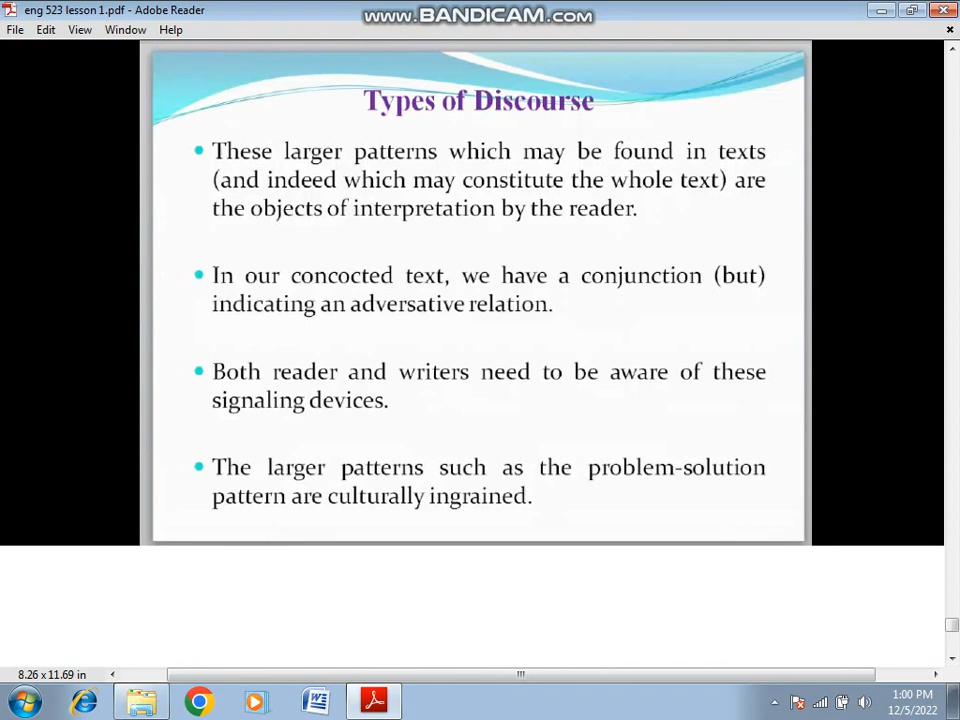 eng 523 lesson 1.pdf - Adobe Reader
www.BANDICAM.com
File Edit View Window Help
Types of Discourse
These larger patterns which may be found in texts
(and indeed which may constitute the whole text) are
the objects of interpretation by the reader.
In our concocted text, we have a conjunction (but)
indicating an adversative relation.
Both reader and writers need to be aware of these
signaling devices.
The larger patterns such as the problem-solution
pattern are culturally ingrained.
8.26 x 11.69 in
1:00 PM
12/5/2022